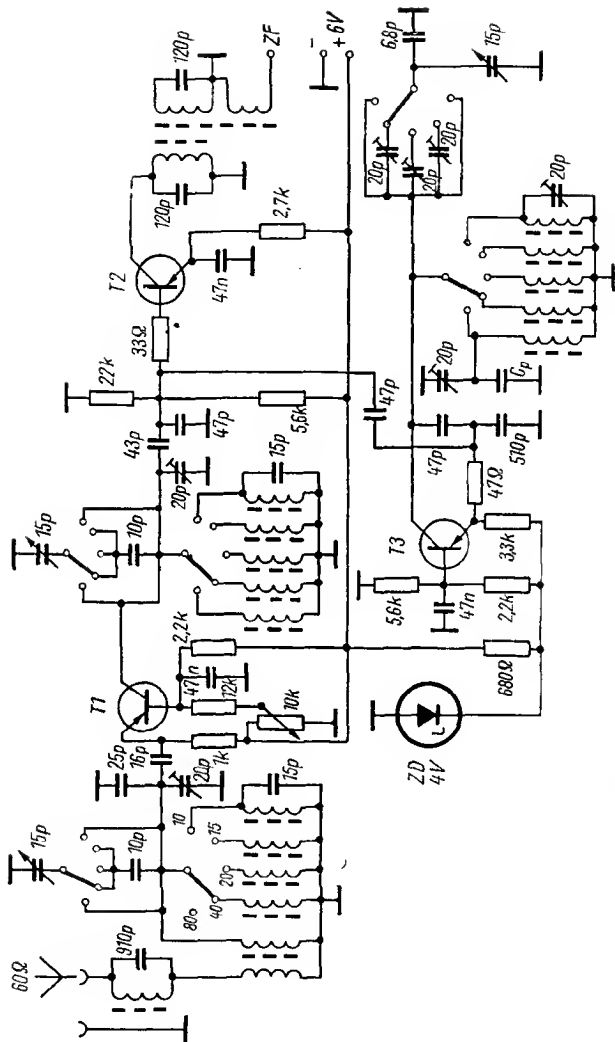 60Ω
910p
15p
10p
80
40
20
15
10
25p
16p
20p
15p
T1
1k
12k
47n
2,2k
10k
15p
10p
20p
15p
43p
47p
22k
5,6k
33Ω
T2
47n
2,7k
120p
120p
ZF
-
+6V
ZD
4V
680Ω
5,6k
47n
2,2k
T3
3,3k
47Ω
47p
47p
510p
20p
20p
20p
20p
20p
6,8p
15p